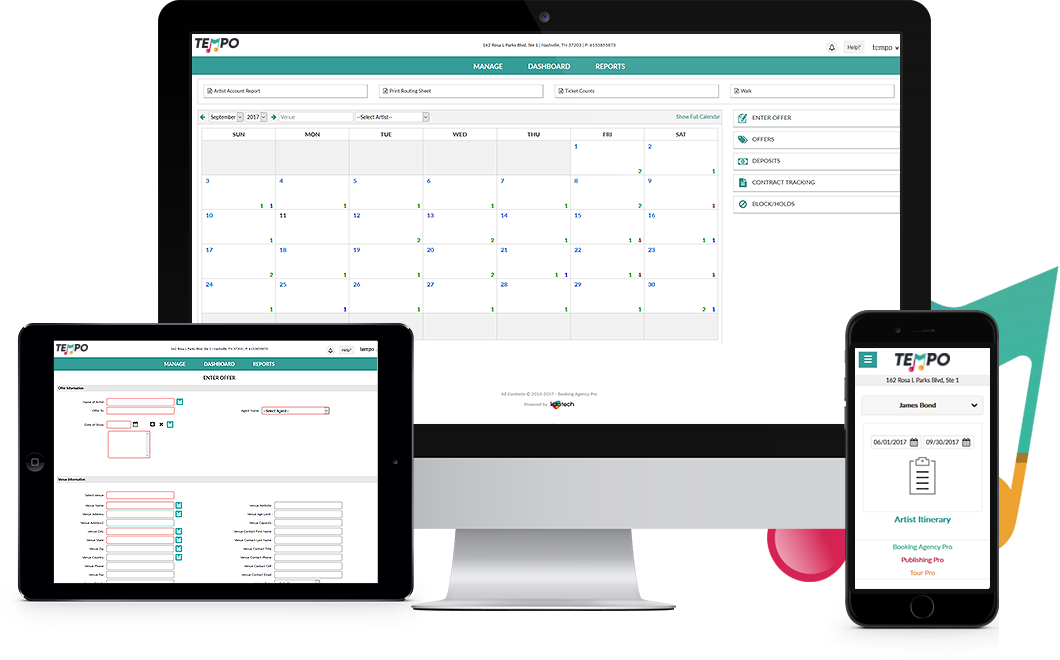 TEMPO
162 Rosa L Parks Blvd, Ste 1 | Nashville, TN 37203 | P: 6153855873
Help?
tempo
MANAGE DASHBOARD REPORTS
Artist Account Report
Print Routing Sheet
Ticket Counts
Walk
September 2017 Venue --Select Artist--
Show Full Calendar
SUN MON TUE WED THU FRI SAT
1 2
2 1
3 4 5 6 7 8 9
1 1 1 1 1 1 2 1
10 11 12 13 14 15 16
1 2 2 1 1 1 1 1
17 18 19 20 21 22 23
2 1 1 2 1 1 1 1 1
24 25 26 27 28 29 30
1 1 1 1 1 1 2 1
ENTER OFFER
OFFERS
DEPOSITS
CONTRACT TRACKING
BLOCK/HOLDS
All Contents © 2010-2017 - Booking Agency Pro
Powered by
TEMPO
162 Rosa L Parks Blvd, Ste 1 | Nashville, TN 37203 | P: 6153855873
Help?
tempo
MANAGE DASHBOARD REPORTS
ENTER OFFER
Offer Information
Name of Artist
Offer To
Agent Name --Select Agent--
Date of Show
Venue Information
Select Venue
Venue Name
Venue Address
Venue Address2
Venue City
Venue State
Venue Zip
Venue Country
Venue Phone
Venue Fax
Venue Website
Venue Age Limit
Venue Capacity
Venue Contact First Name
Venue Contact Last Name
Venue Contact Title
Venue Contact Phone
Venue Contact Cell
Venue Contact Email
TEMPO
162 Rosa L Parks Blvd, Ste 1
James Bond
06/01/2017 09/30/2017
Artist Itinerary
Booking Agency Pro
Publishing Pro
Tour Pro